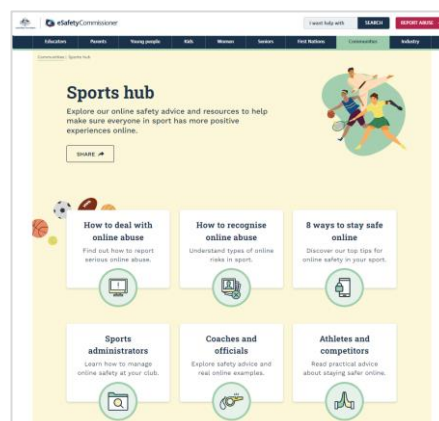 eSafetyCommissioner
I want help with
SEARCH
REPORT ABUSE
Educators Parents Young people Kids Women Seniors First Nations Communities Industry
Communities | Sports hub
Sports hub
Explore our online safety advice and resources to help
make sure everyone in sport has more positive
experiences online.
SHARE
How to deal with
online abuse
Find out how to report
serious online abuse.
How to recognise
online abuse
Understand types of online
risks in sport.
8 ways to stay safe
online
Discover our top tips for
online safety in your sport.
Sports
administrators
Learn how to manage
online safety at your club.
Coaches and
officials
Explore safety advice and
real online examples.
Athletes and
competitors
Read practical advice
about staying safer online.